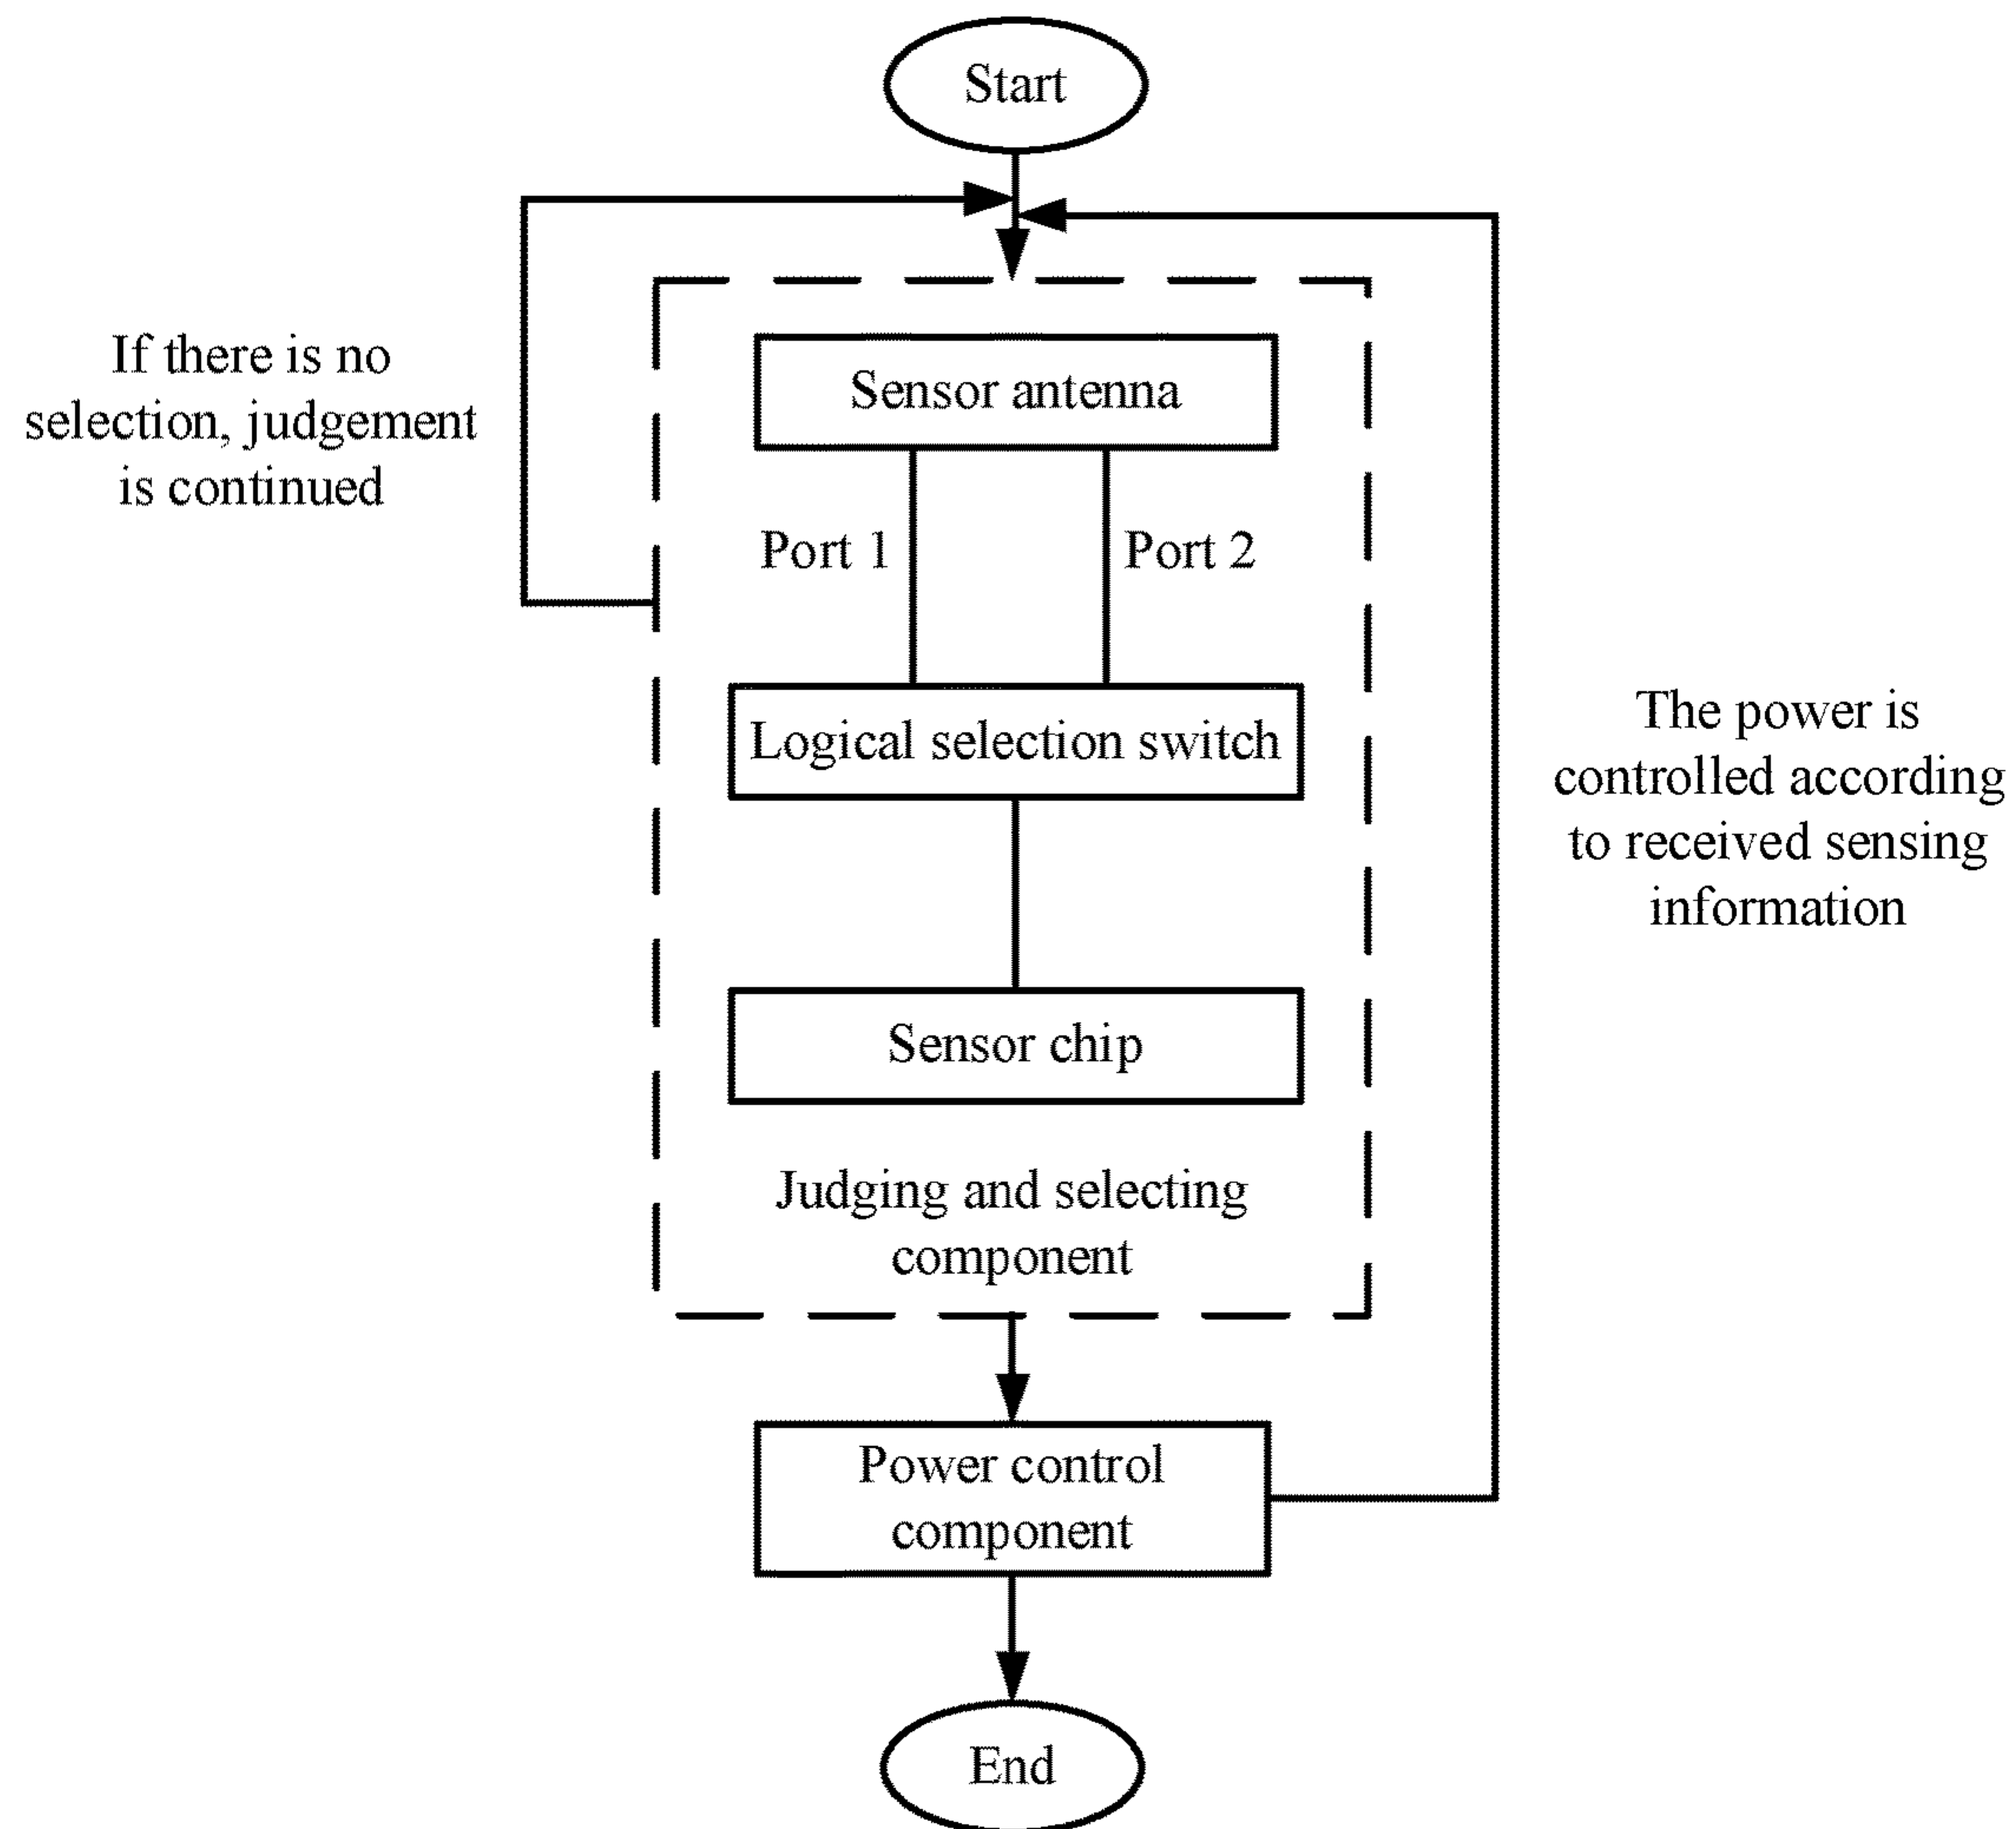 Start
If there is no
selection, judgement
is continued
Sensor antenna
Port 1
Port 2
Logical selection switch
The power is
controlled according
to received sensing
information
Sensor chip
Judging and selecting
component
Power control
component
End